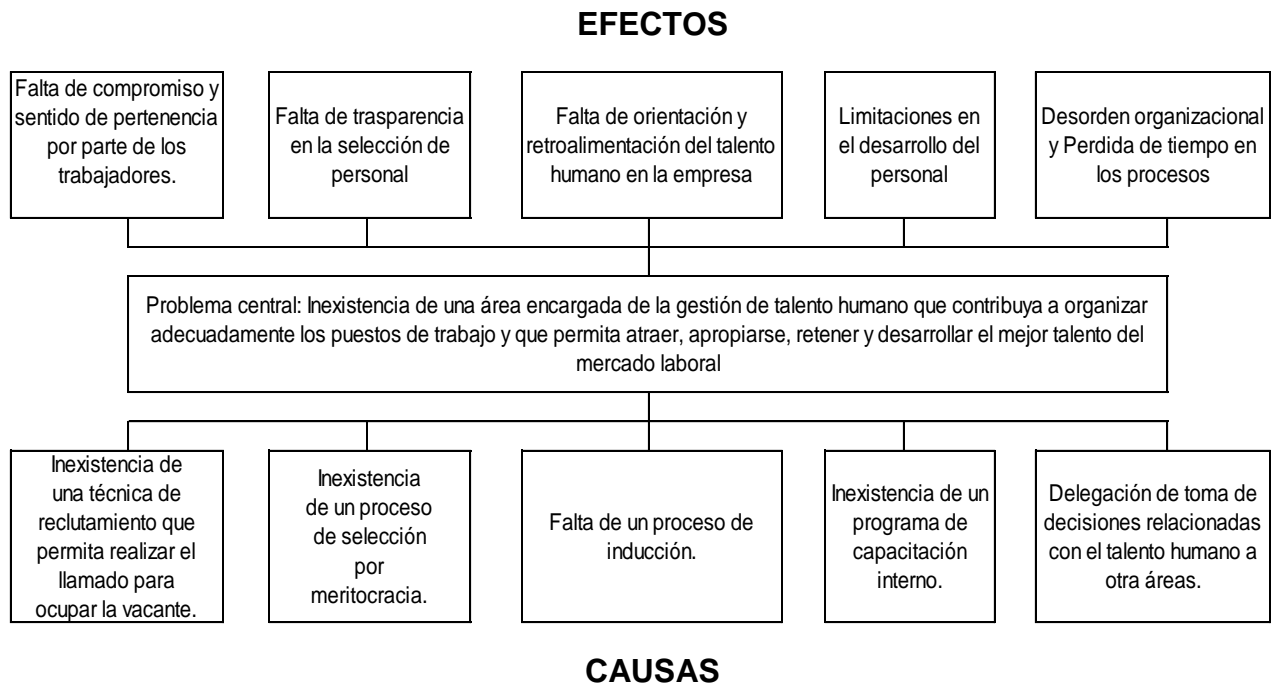 EFECTOS
Falta de compromiso y
sentido de pertenencia
por parte de los
trabajadores.
Falta de trasparencia
en la selección de
personal
Falta de orientación y
retroalimentación del talento
humano en la empresa
Limitaciones en
el desarrollo del
personal
Desorden organizacional
y Perdida de tiempo en
los procesos
Problema central: Inexistencia de una área encargada de la gestión de talento humano que contribuya a organizar
adecuadamente los puestos de trabajo y que permita atraer, apropiarse, retener y desarrollar el mejor talento del
mercado laboral
Inexistencia de
una técnica de
reclutamiento que
permita realizar el
llamado para
ocupar la vacante.
Inexistencia
de un proceso
de selección
por
meritocracia.
Falta de un proceso de
inducción.
Inexistencia de un
programa de
capacitación
interno.
Delegación de toma de
decisiones relacionadas
con el talento humano a
otra áreas.
CAUSAS